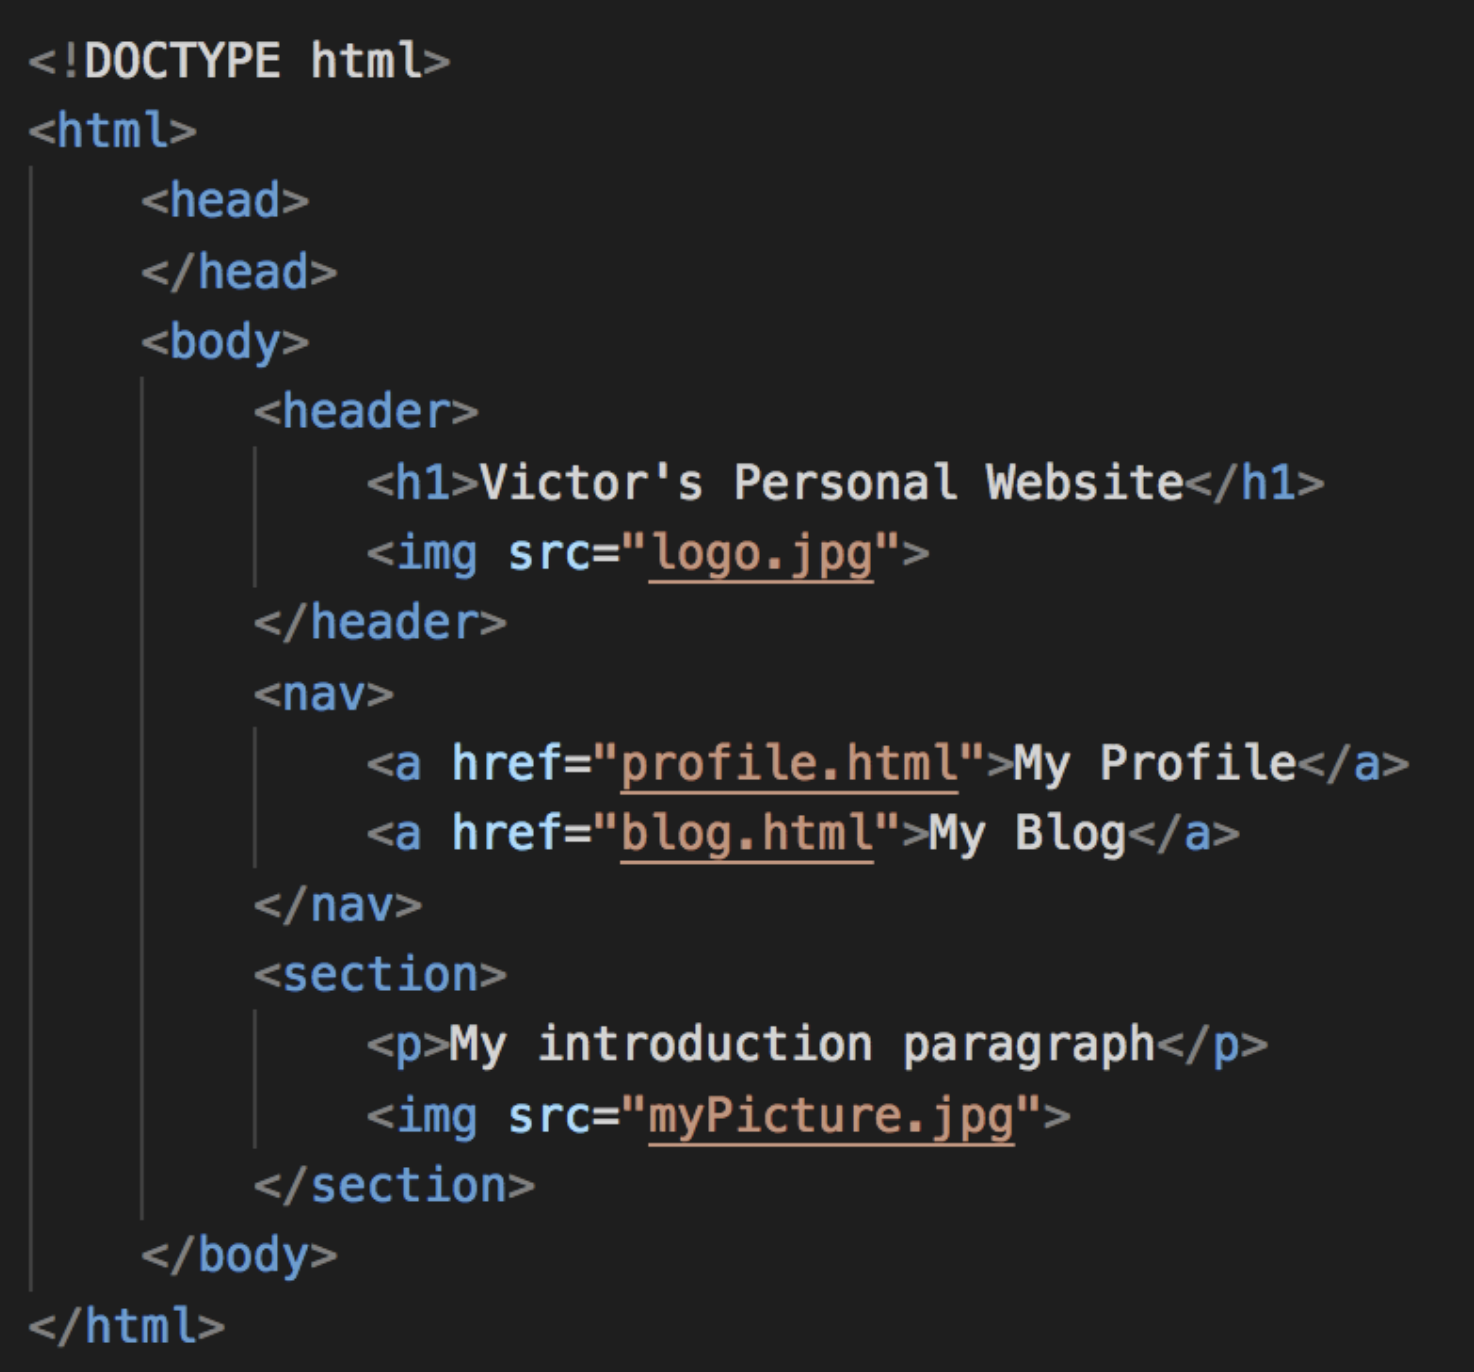 <!DOCTYPE html>
<html>
<head>
</head>
<body>
<header>
<h1>Victor's Personal Website</h1>
<img src="logo.jpg">
</header>
<nav>
<a href="profile.html">My Profile</a>
<a href="blog.html">My Blog</a>
</nav>
<section>
<p>My introduction paragraph</p>
<img src="myPicture.jpg">
</section>
</body>
</html>